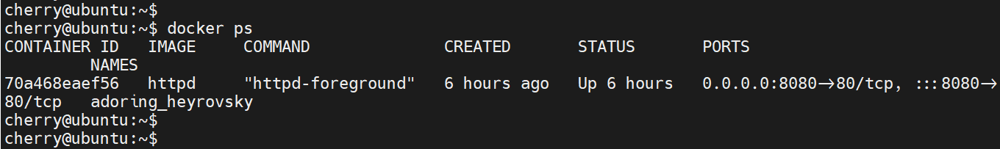 cherry@ubuntu:~$
cherry@ubuntu:~$ docker ps
CONTAINER ID   IMAGE     COMMAND              CREATED       STATUS       PORTS
         NAMES
70a468eaef56   httpd     "httpd-foreground"   6 hours ago   Up 6 hours   0.0.0.0:8080->80/tcp, :::8080->
80/tcp   adoring_heyrovsky
cherry@ubuntu:~$
cherry@ubuntu:~$